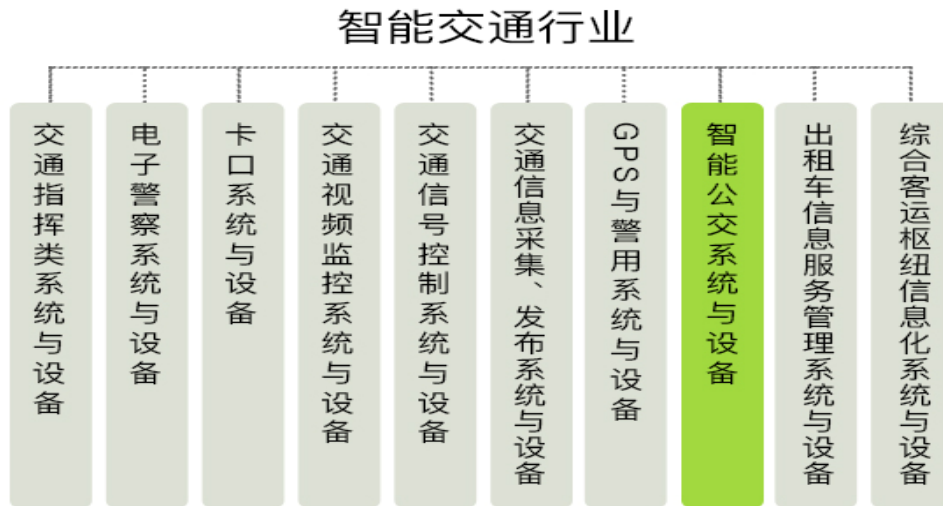 智能交通行业
交通指挥类系统与设备
电子警察系统与设备
卡口系统与设备
交通视频监控系统与设备
交通信号控制系统与设备
交通信息采集、发布系统与设备
GPS与警用系统与设备
智能公交系统与设备
出租车信息服务管理系统与设备
综合客运枢纽信息化系统与设备